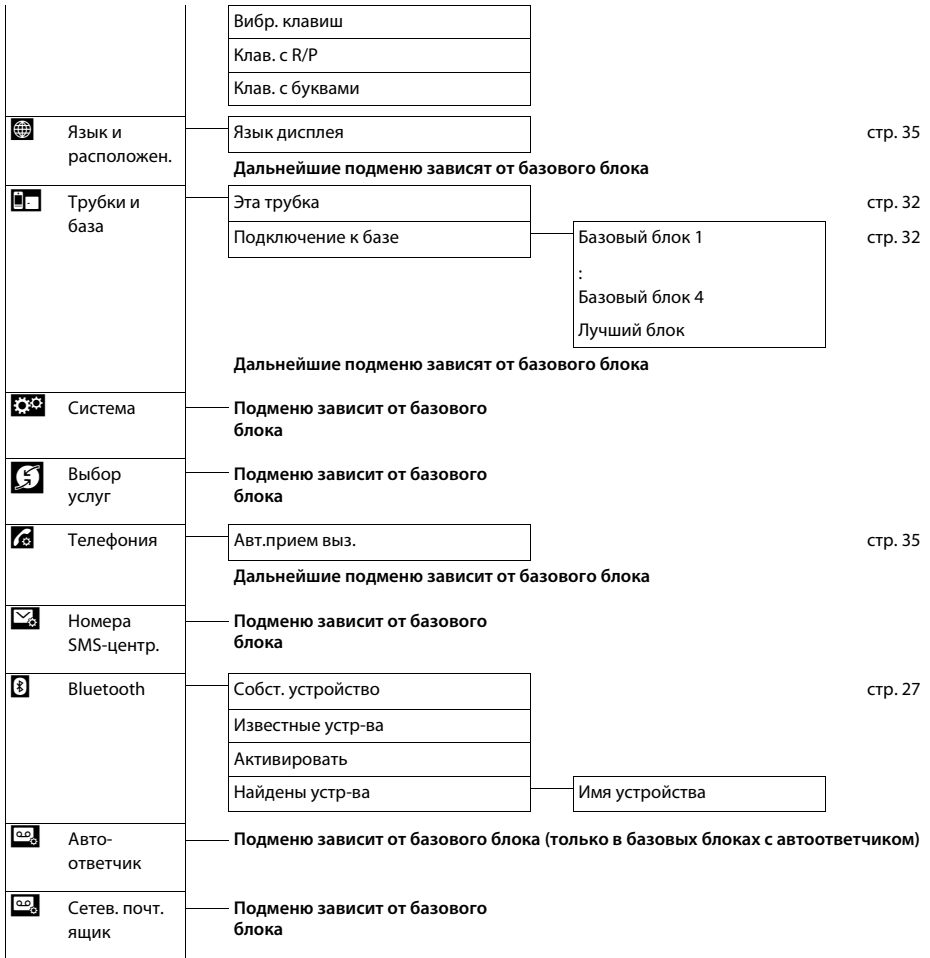 Вибр. клавиш
Клав. с R/P
Клав. с буквами
Язык и
расположен.
Язык дисплея
стр. 35
Дальнейшие подменю зависят от базового блока
Трубки и
база
Эта трубка
стр. 32
Подключение к базе
Базовый блок 1
стр. 32
:
Базовый блок 4
Лучший блок
Дальнейшие подменю зависят от базового блока
Система
Подменю зависит от базового
блока
Выбор
услуг
Подменю зависит от базового
блока
Телефония
Авт.прием выз.
стр. 35
Дальнейшие подменю зависит от базового блока
Номера
SMS-центр.
Подменю зависит от базового
блока
Bluetooth
Собст. устройство
стр. 27
Известные устр-ва
Активировать
Найдены устр-ва
Имя устройства
Авто-
ответчик
Подменю зависит от базового блока (только в базовых блоках с автоответчиком)
Сетев. почт.
ящик
Подменю зависит от базового
блока